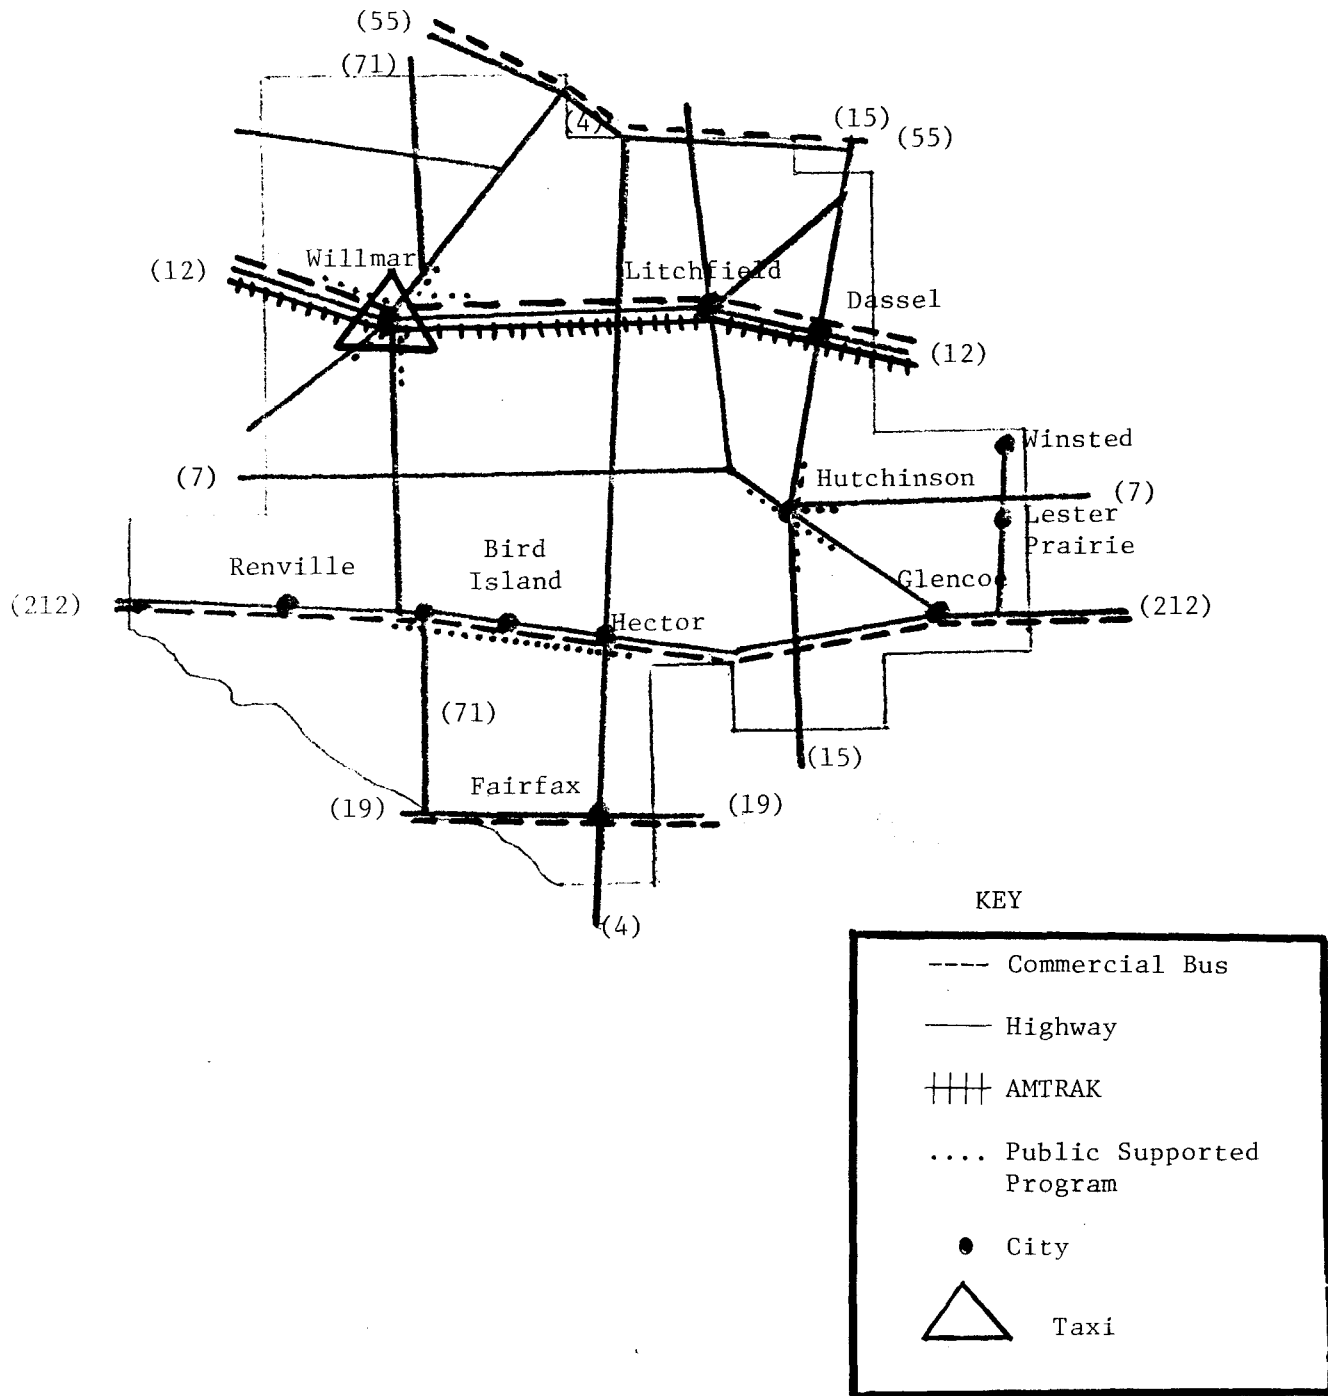 (55)
(71)
(4)
(15)
(55)
Willmar
(12)
Litchfield
Dassel
(12)
Winsted
(7)
Hutchinson
(7)
Lester
Prairie
Bird
Island
Renville
Glencoe
(212)
(212)
Hector
(71)
(15)
Fairfax
(19)
(19)
(4)
KEY
Commercial Bus
Highway
AMTRAK
Public Supported
Program
City
Taxi